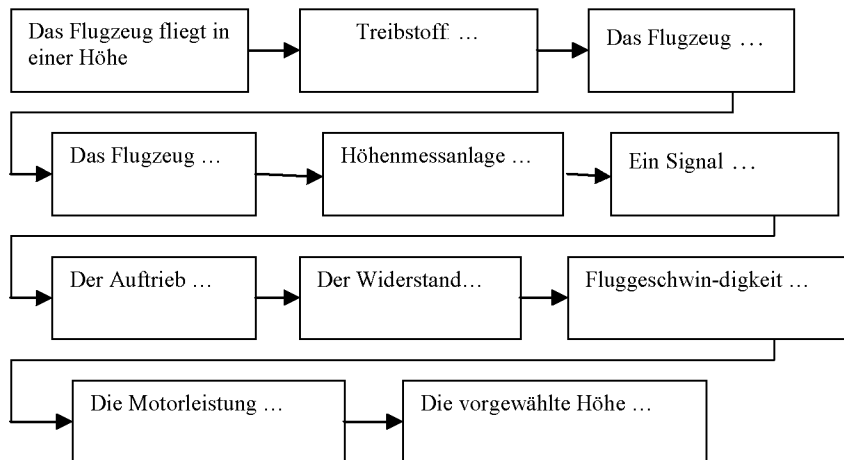 Das Flugzeug fliegt in
einer Höhe
Treibstoff: …
Das Flugzeug …
Das Flugzeug …
Höhenmessanlage …
Ein Signal …
Der Auftrieb …
Der Widerstand…
Fluggeschwin-digkeit …
Die Motorleistung …
Die vorgewählte Höhe …